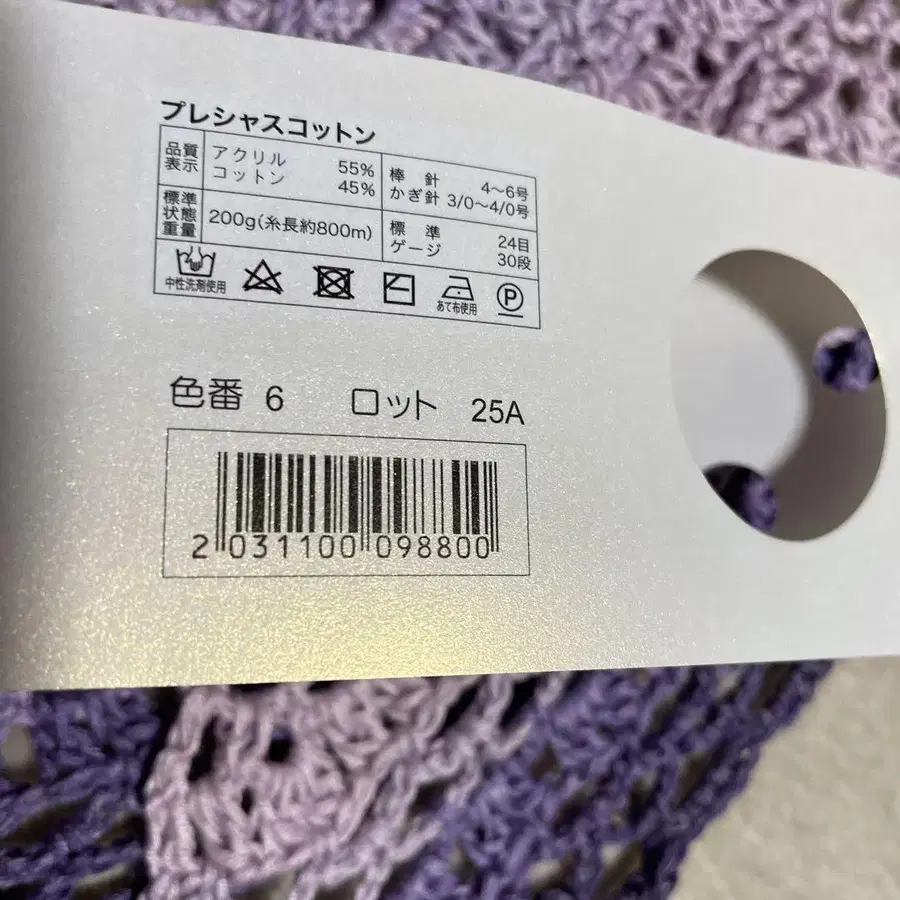 プレシャスコットン
品質表示 アクリル 55% コットン 45%
棒針 4〜6号 かぎ針 3/0〜4/0号
標準状態重量 200g(糸長約800m)
標準ゲージ 24目 30段
中性洗剤使用 あて布使用 P
色番 6 ロット 25A
2 031100 098800